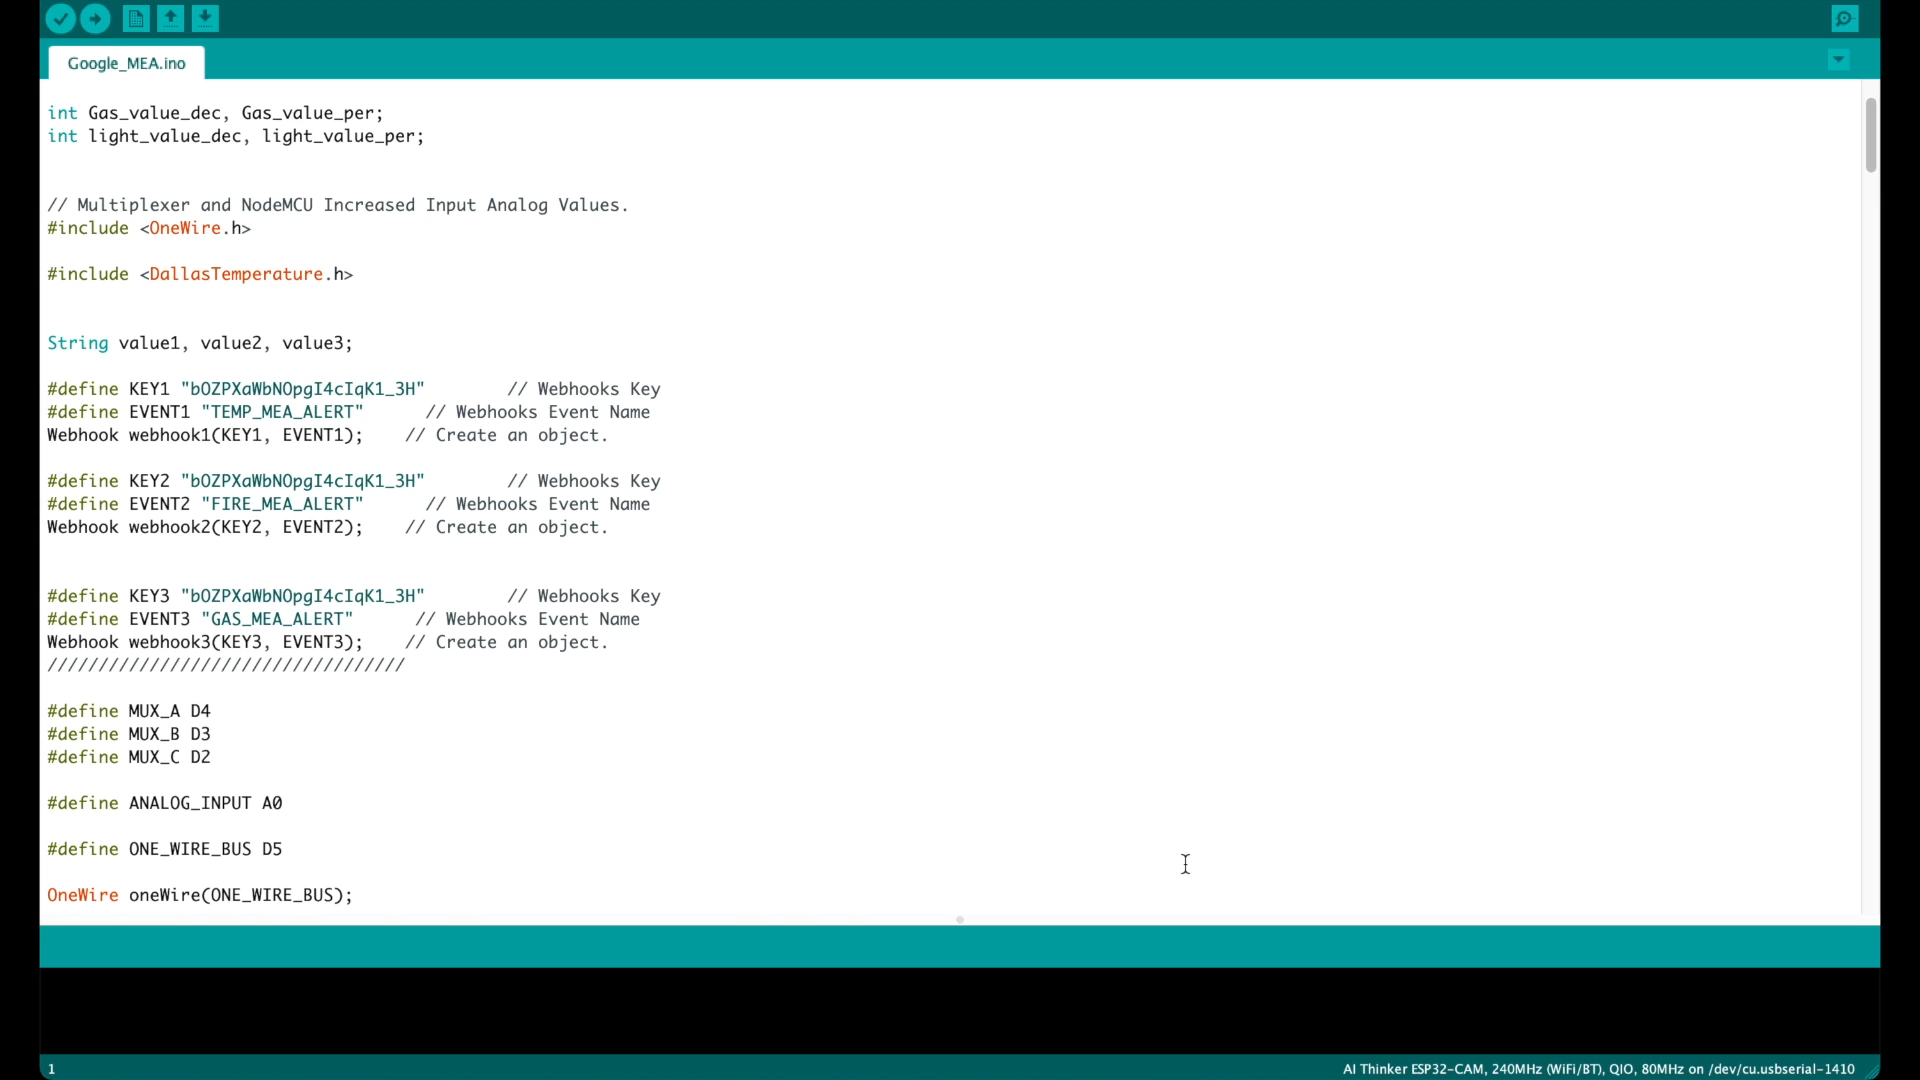 Google_MEA.ino
int Gas_value_dec, Gas_value_per;
int light_value_dec, light_value_per;
// Multiplexer and NodeMCU Increased Input Analog Values.
#include <OneWire.h>
#include <DallasTemperature.h>
String value1, value2, value3;
#define KEY1 "bOZPXaWbNOpgI4cIqK1_3H"        // Webhooks Key
#define EVENT1 "TEMP_MEA_ALERT"      // Webhooks Event Name
Webhook webhook1(KEY1, EVENT1);    // Create an object.
#define KEY2 "bOZPXaWbNOpgI4cIqK1_3H"        // Webhooks Key
#define EVENT2 "FIRE_MEA_ALERT"      // Webhooks Event Name
Webhook webhook2(KEY2, EVENT2);    // Create an object.
#define KEY3 "bOZPXaWbNOpgI4cIqK1_3H"        // Webhooks Key
#define EVENT3 "GAS_MEA_ALERT"      // Webhooks Event Name
Webhook webhook3(KEY3, EVENT3);    // Create an object.
///////////////////////////////////
#define MUX_A D4
#define MUX_B D3
#define MUX_C D2
#define ANALOG_INPUT A0
#define ONE_WIRE_BUS D5
OneWire oneWire(ONE_WIRE_BUS);
1
AI Thinker ESP32-CAM, 240MHz (WiFi/BT), QIO, 80MHz on /dev/cu.usbserial-1410